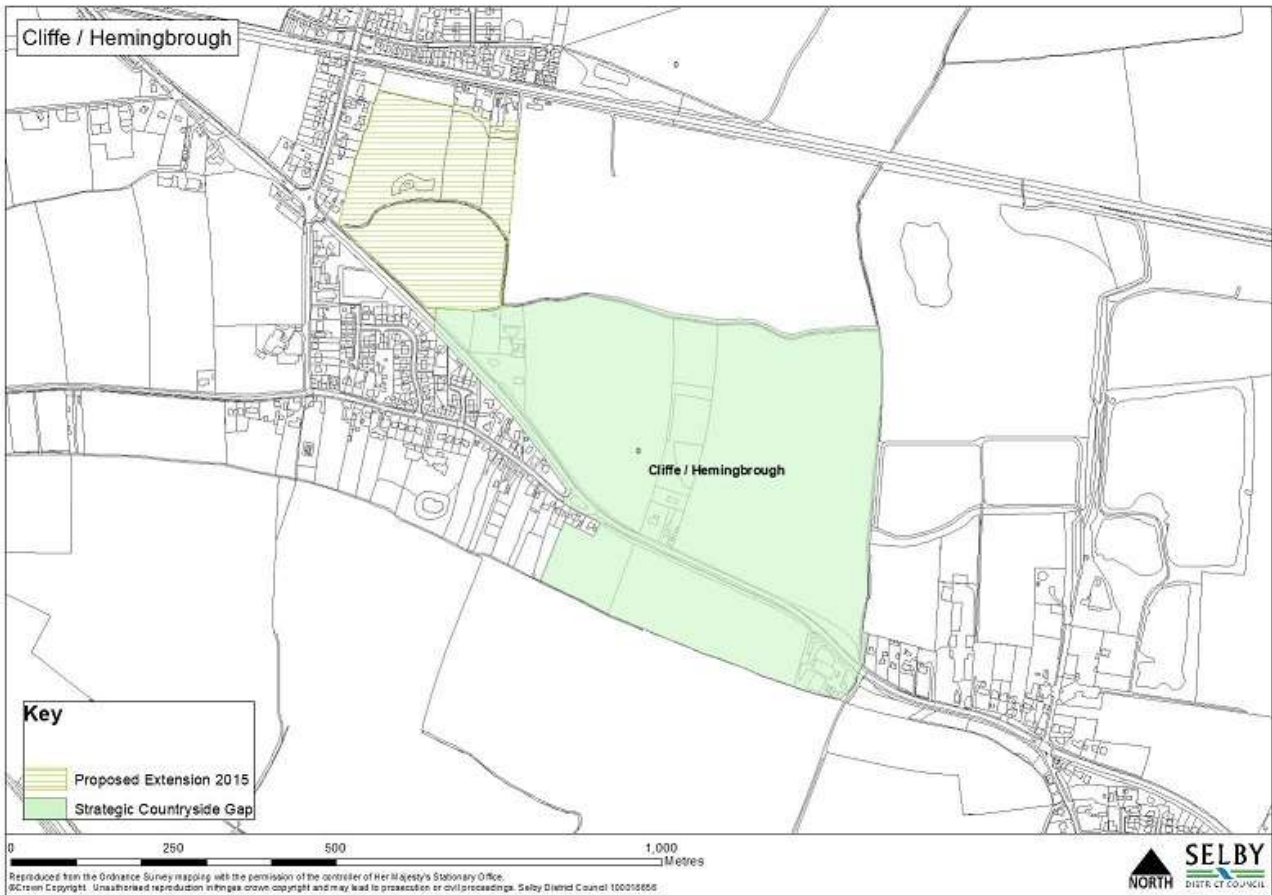 Cliffe / Hemingbrough
Cliffe / Hemingbrough
Key
Proposed Extension 2015
Strategic Countryside Gap
0 250 500 1,000
Metres
Reproduced from the Ordnance Survey mapping with the permission of the controller of Her Majesty's Stationary Office.
©Crown Copyright. Unauthorised reproduction infringes crown copyright and may lead to prosecution or civil proceedings. Selby District Council
NORTH
SELBY
DISTRICT COUNCIL